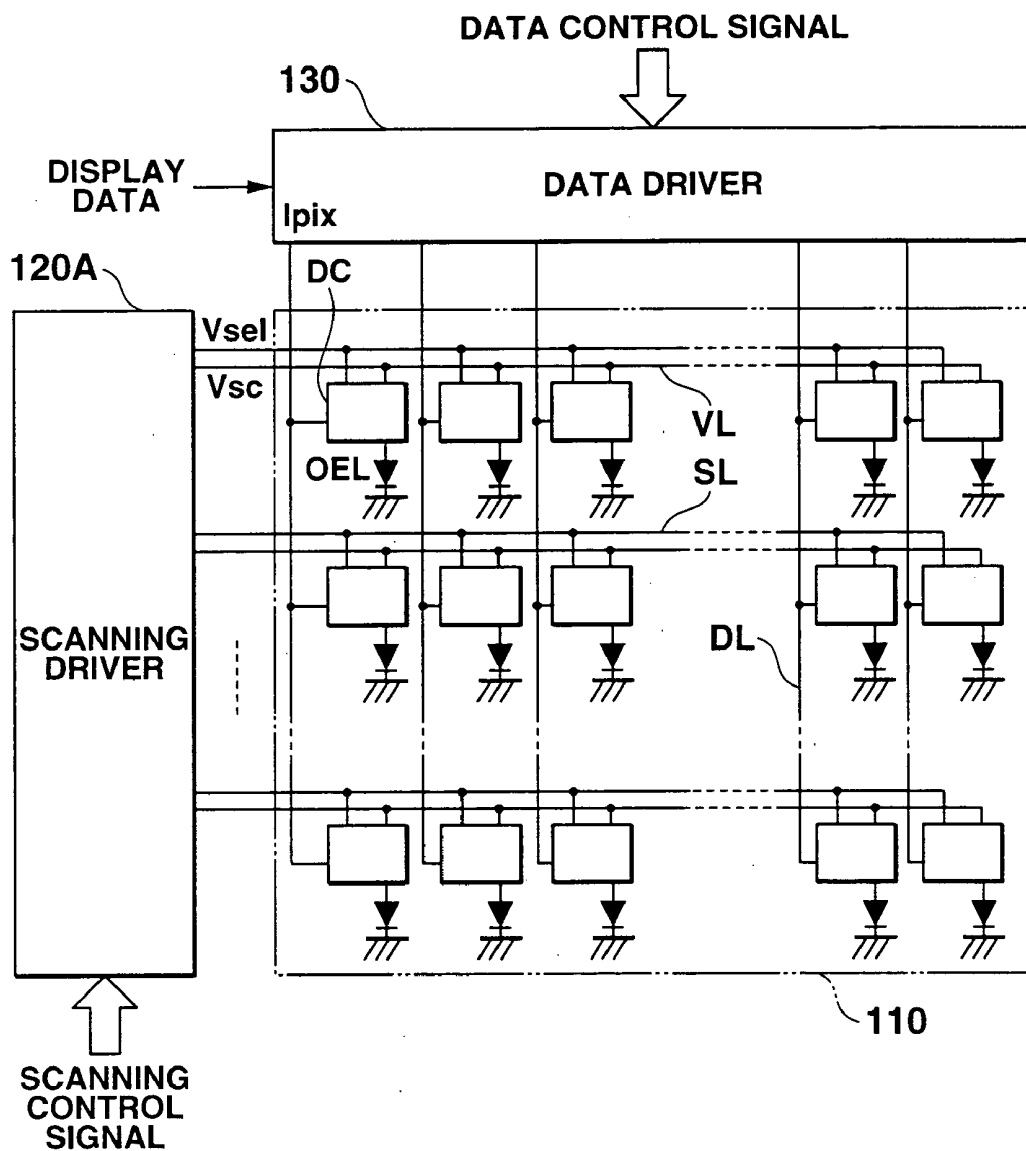 DATA CONTROL SIGNAL
130
DISPLAY
DATA
DATA DRIVER
Ipix
120A
DC
Vsel
Vsc
VL
OEL
SL
SCANNING
DRIVER
DL
110
SCANNING
CONTROL
SIGNAL